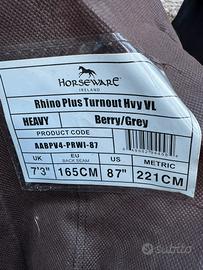 HORSEWARE
IRELAND
Rhino Plus Turnout Hvy VL
HEAVY Berry/Grey
PRODUCT CODE
AABPV4-PRWI-87
UK EU BACK SEAM US METRIC
7'3" 165CM 87" 221CM
subito